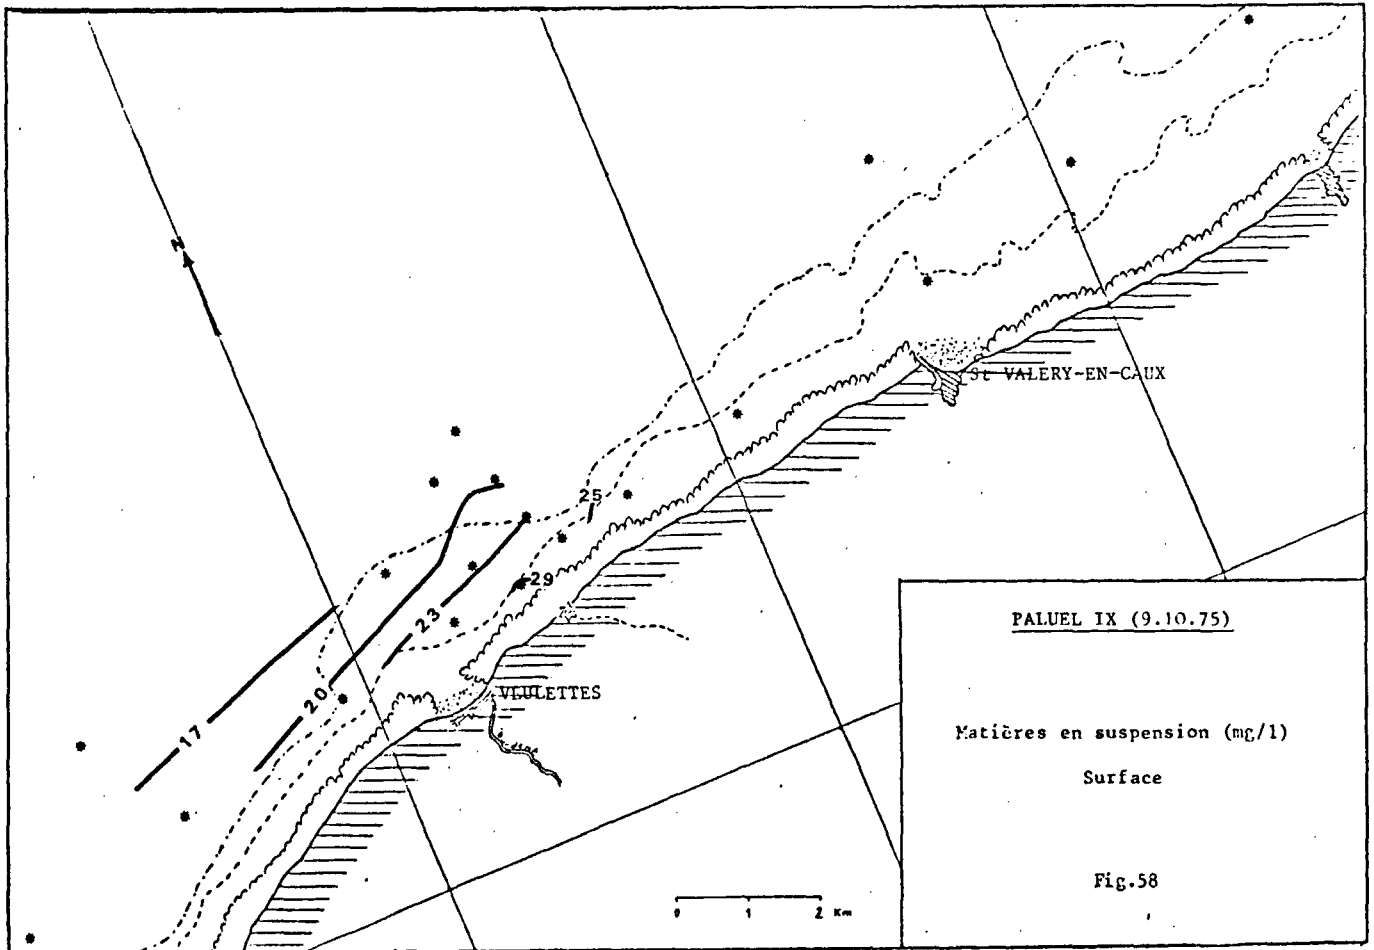 N
St VALERY-EN-CAUX
25
29
23
20
17
VEULETTES
PALUEL IX (9.10.75)
Matières en suspension (mg/l)
Surface
Fig.58
0 1 2 Km